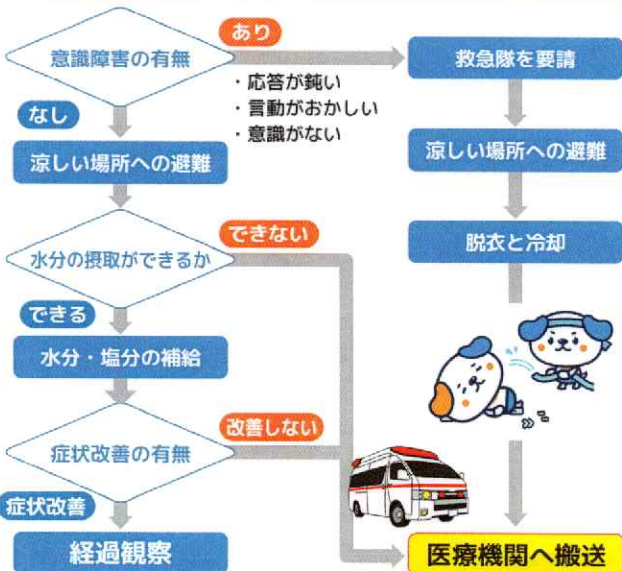 意識障害の有無
あり
・応答が鈍い
・言動がおかしい
・意識がない
救急隊を要請
なし
涼しい場所への避難
涼しい場所への避難
脱衣と冷却
水分の摂取ができるか
できない
できる
水分・塩分の補給
症状改善の有無
改善しない
症状改善
経過観察
医療機関へ搬送